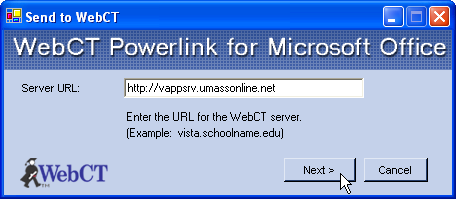 Send to WebCT
WebCT Powerlink for Microsoft Office
Server URL:
http://vappsrv.umassonline.net
Enter the URL for the WebCT server.
(Example: vista.schoolname.edu)
WebCT
Next >
Cancel